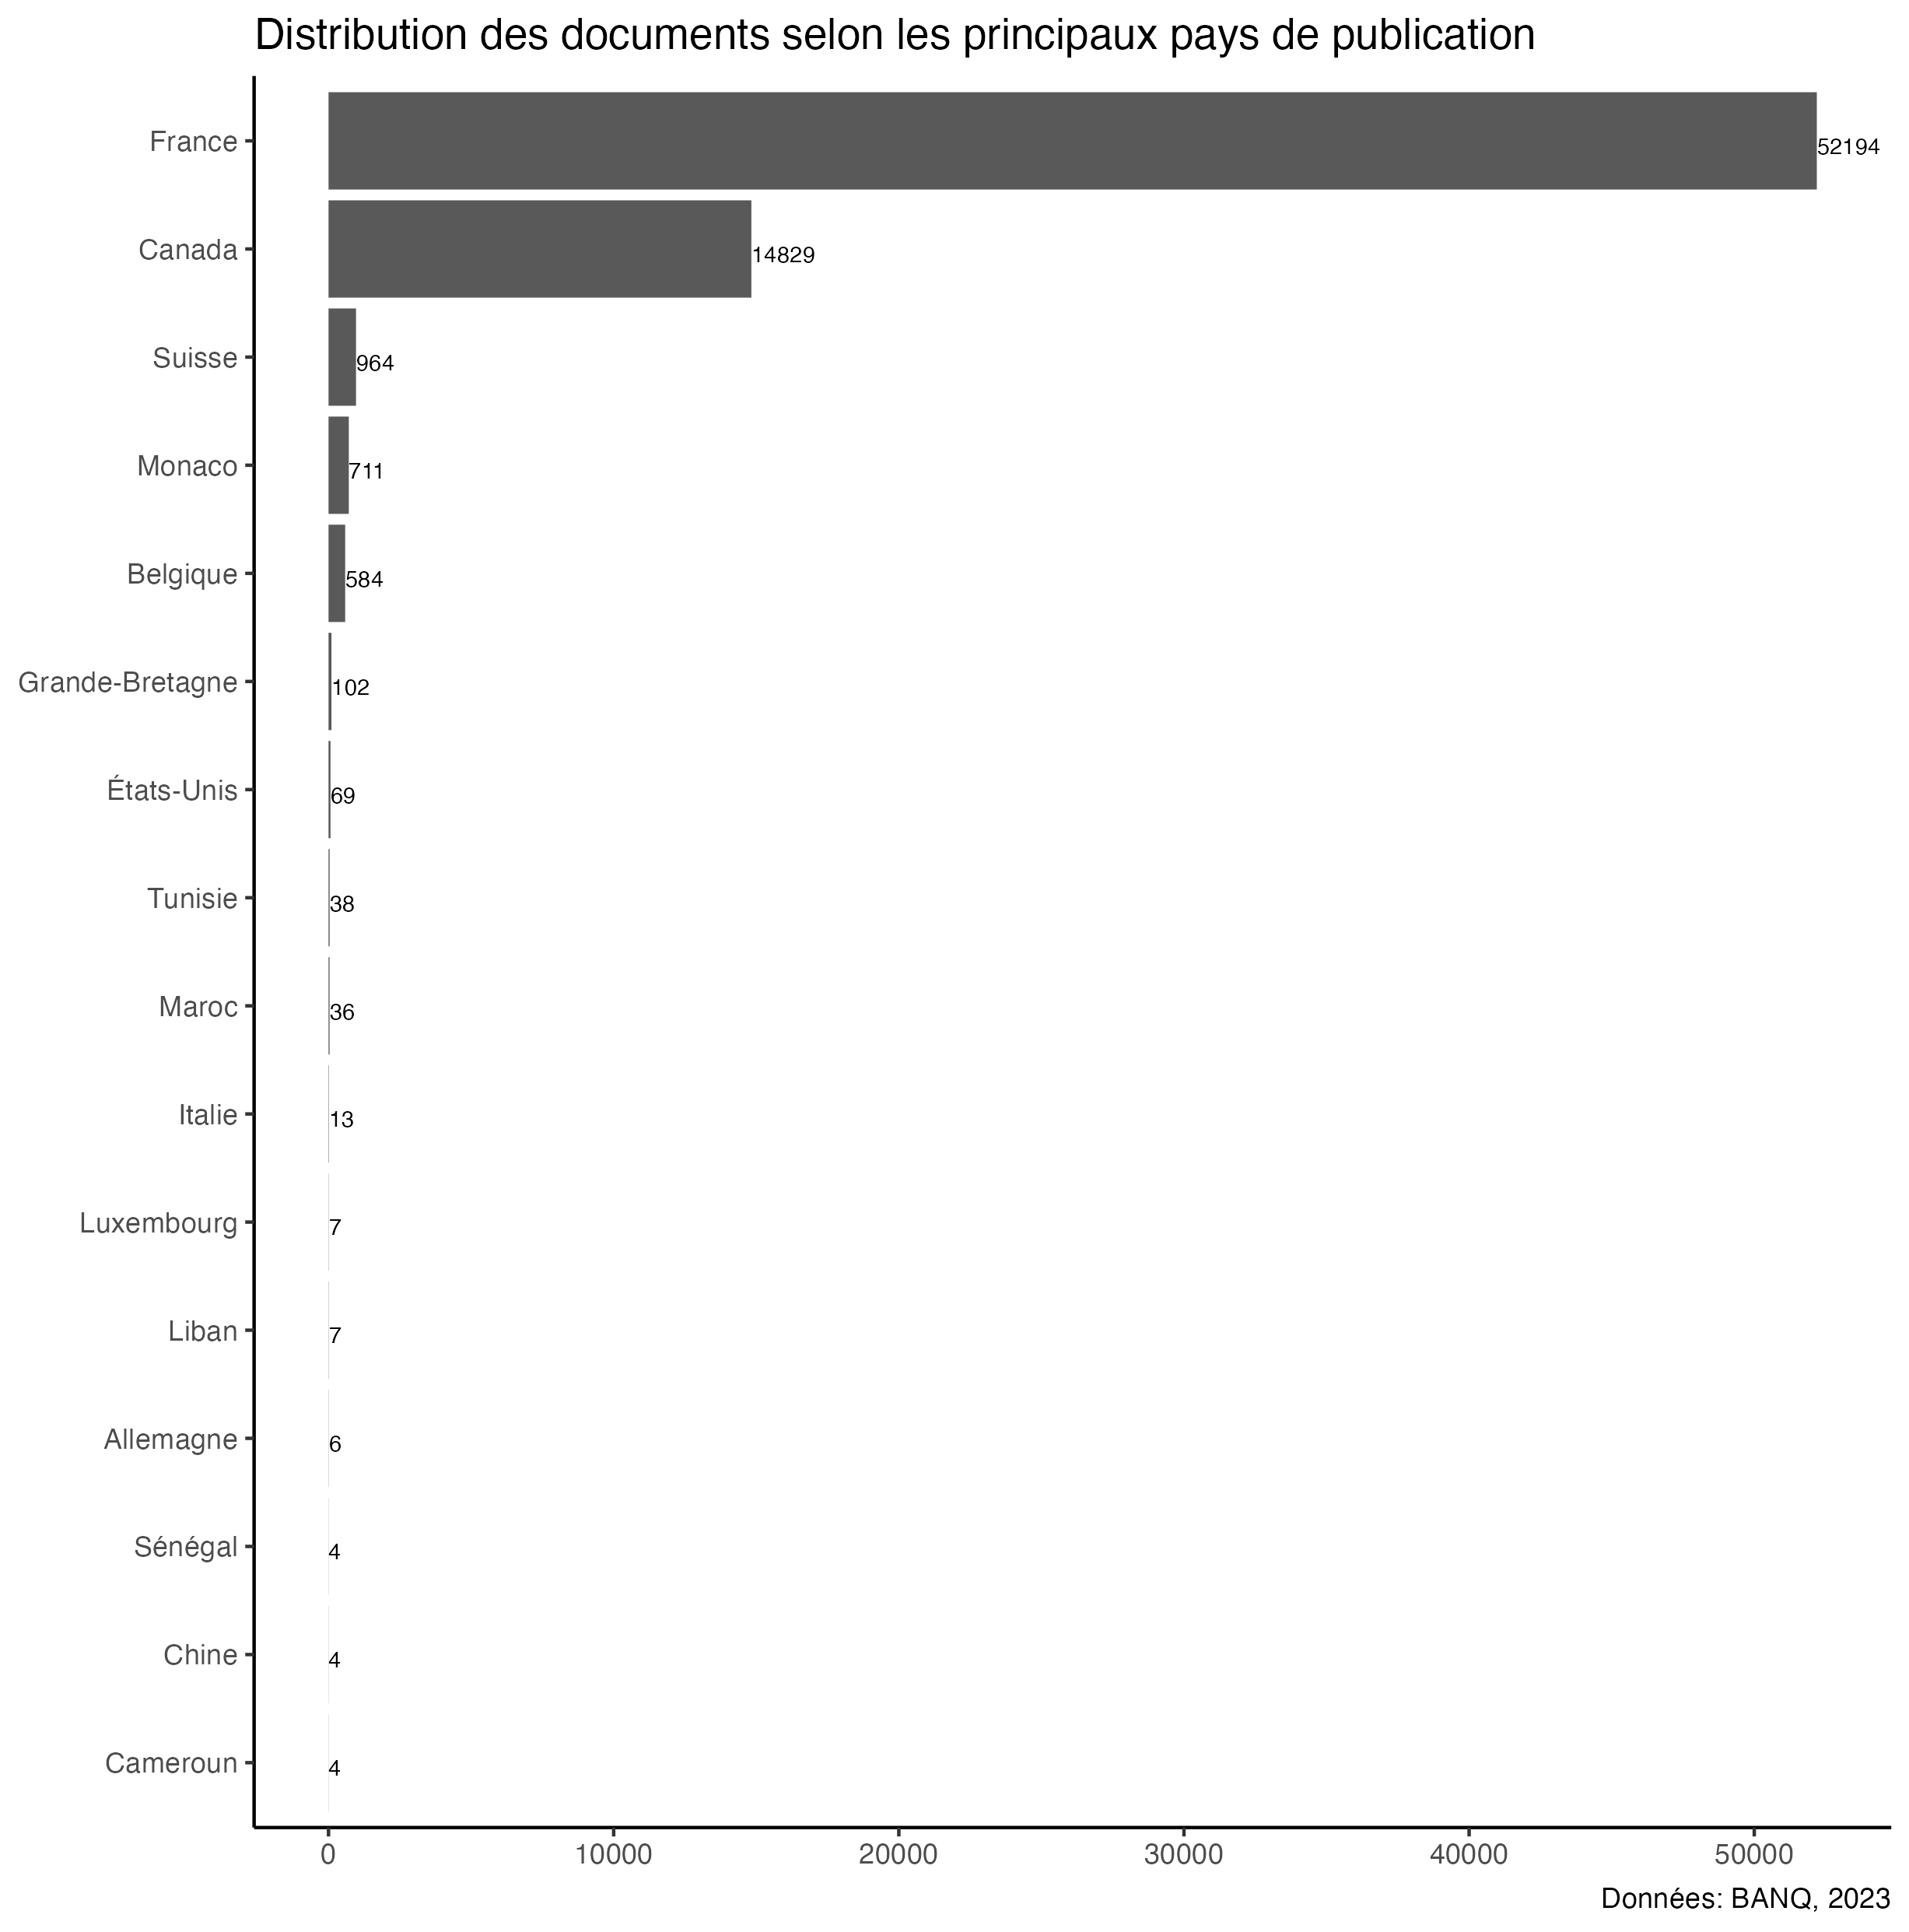 Distribution des documents selon les principaux pays de publication
France 52194
Canada 14829
Suisse 964
Monaco 711
Belgique 584
Grande-Bretagne 102
États-Unis 69
Tunisie 38
Maroc 36
Italie 13
Luxembourg 7
Liban 7
Allemagne 6
Sénégal 4
Chine 4
Cameroun 4
0 10000 20000 30000 40000 50000
Données: BANQ, 2023